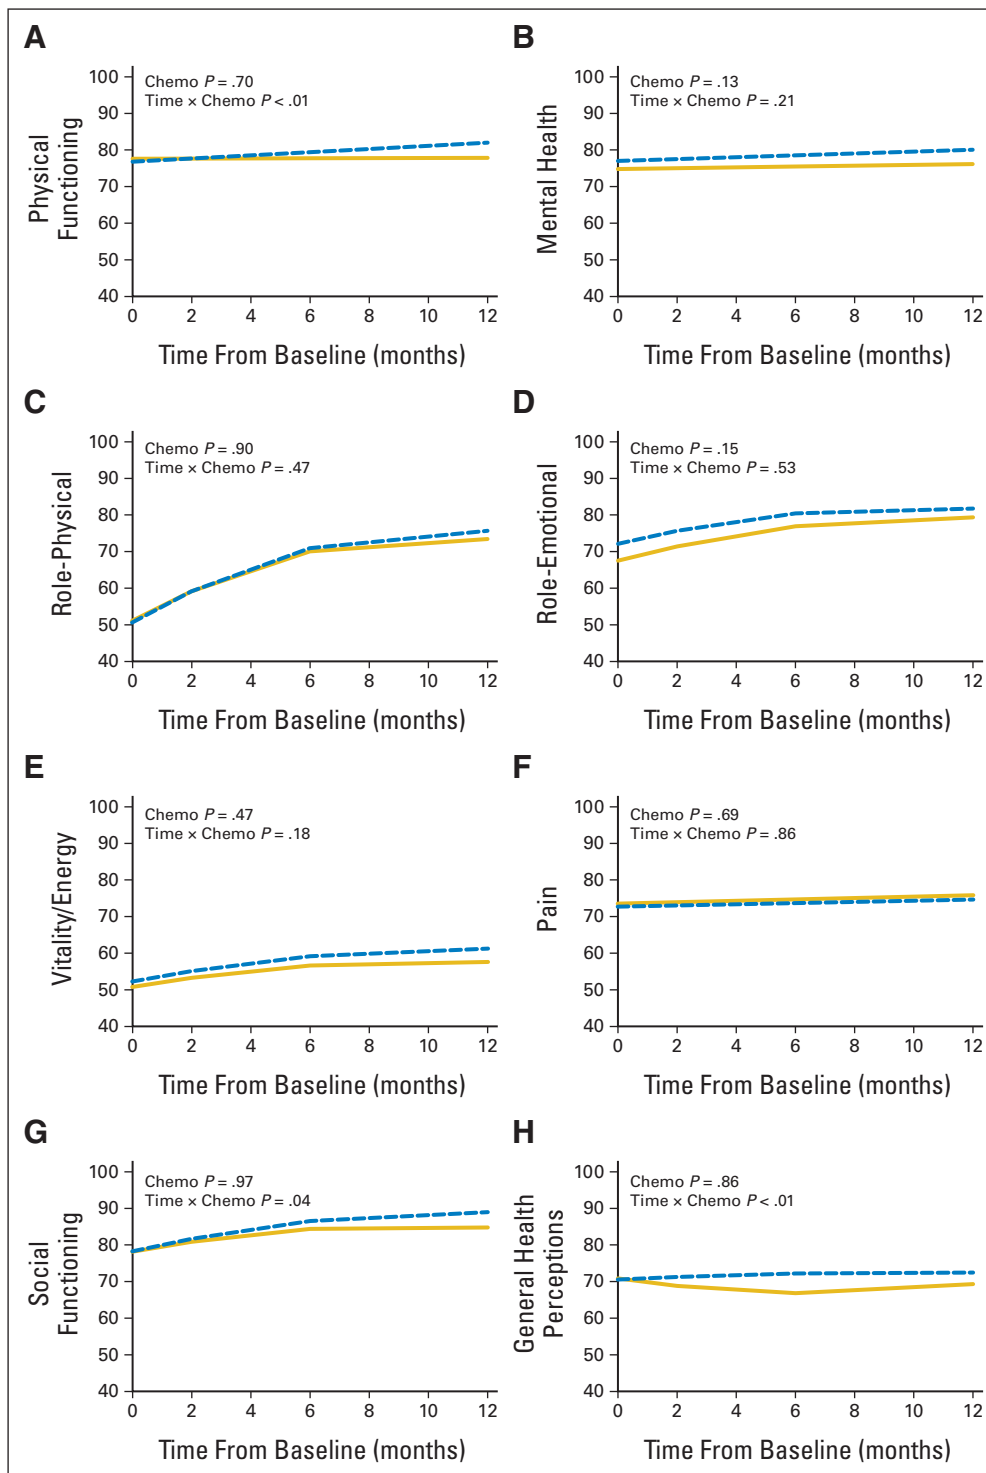 A
Chemo P = .70
Time × Chemo P < .01
Physical
Functioning
100
90
80
70
60
50
40
0 2 4 6 8 10 12
Time From Baseline (months)
B
Chemo P = .13
Time × Chemo P = .21
Mental Health
100
90
80
70
60
50
40
0 2 4 6 8 10 12
Time From Baseline (months)
C
Chemo P = .90
Time × Chemo P = .47
Role-Physical
100
90
80
70
60
50
40
0 2 4 6 8 10 12
Time From Baseline (months)
D
Chemo P = .15
Time × Chemo P = .53
Role-Emotional
100
90
80
70
60
50
40
0 2 4 6 8 10 12
Time From Baseline (months)
E
Chemo P = .47
Time × Chemo P = .18
Vitality/Energy
100
90
80
70
60
50
40
0 2 4 6 8 10 12
Time From Baseline (months)
F
Chemo P = .69
Time × Chemo P = .86
Pain
100
90
80
70
60
50
40
0 2 4 6 8 10 12
Time From Baseline (months)
G
Chemo P = .97
Time × Chemo P = .04
Social
Functioning
100
90
80
70
60
50
40
0 2 4 6 8 10 12
Time From Baseline (months)
H
Chemo P = .86
Time × Chemo P < .01
General Health
Perceptions
100
90
80
70
60
50
40
0 2 4 6 8 10 12
Time From Baseline (months)